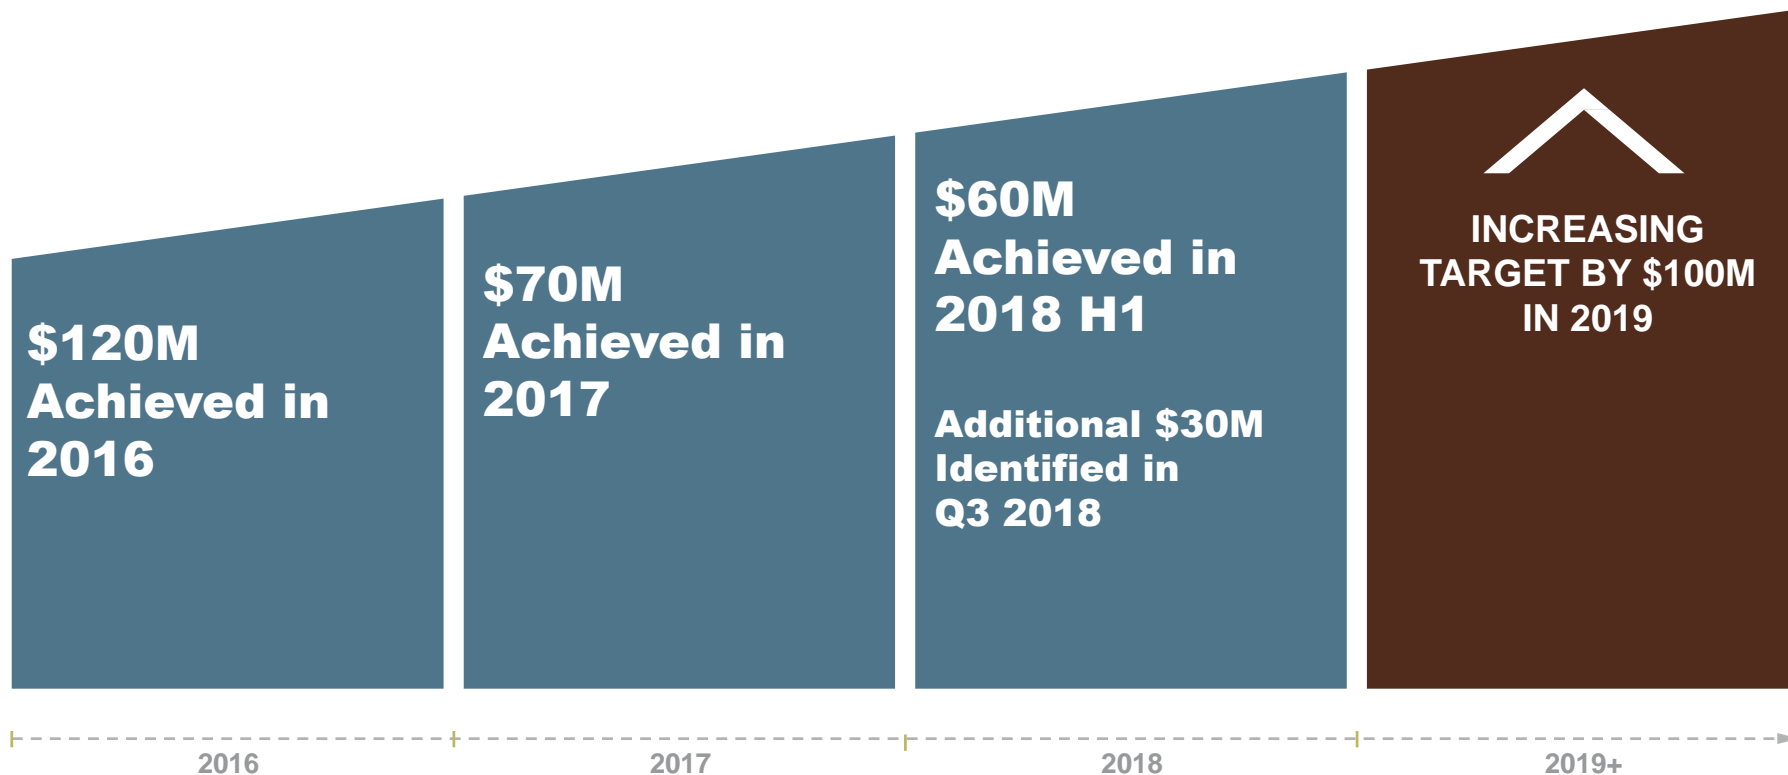 $120M
Achieved in
2016
$70M
Achieved in
2017
$60M
Achieved in
2018 H1
Additional $30M
Identified in
Q3 2018
INCREASING
TARGET BY $100M
IN 2019
2016
2017
2018
2019+